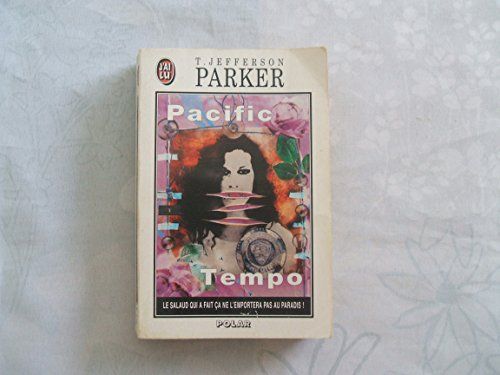 J'AI LU
T. JEFFERSON
PARKER
Pacific
Tempo
LE SALAUD QUI A FAIT ÇA NE L'EMPORTERA PAS AU PARADIS !
POLAR